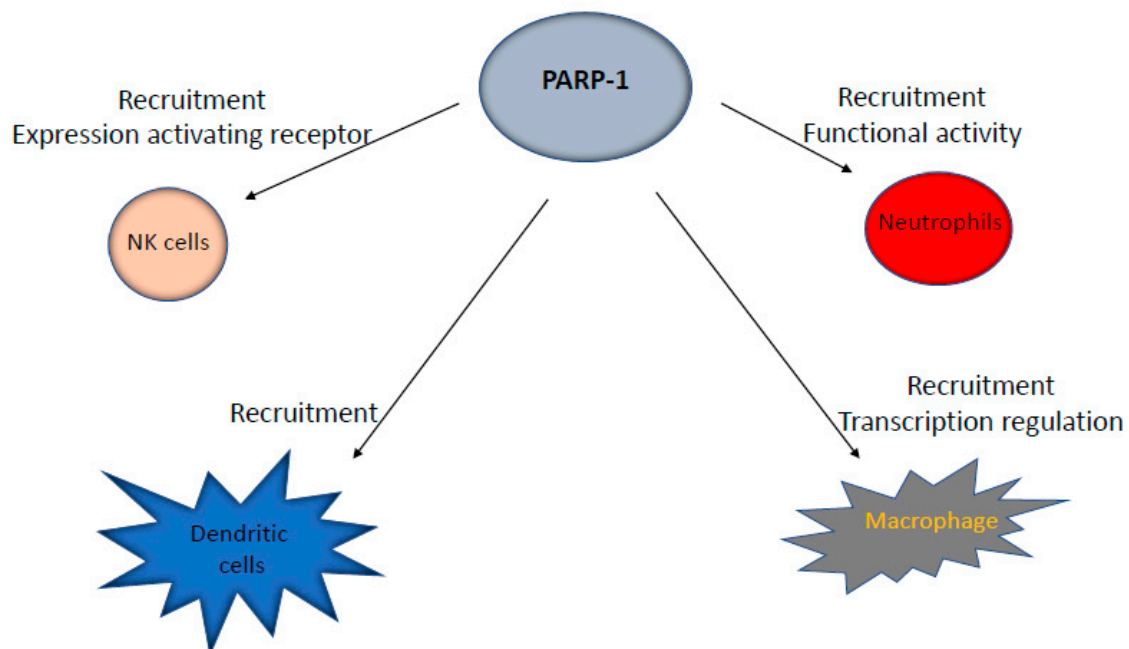 PARP-1
Recruitment
Expression activating receptor
Recruitment
Functional activity
NK cells
Neutrophils
Recruitment
Recruitment
Transcription regulation
Dendritic
cells
Macrophage